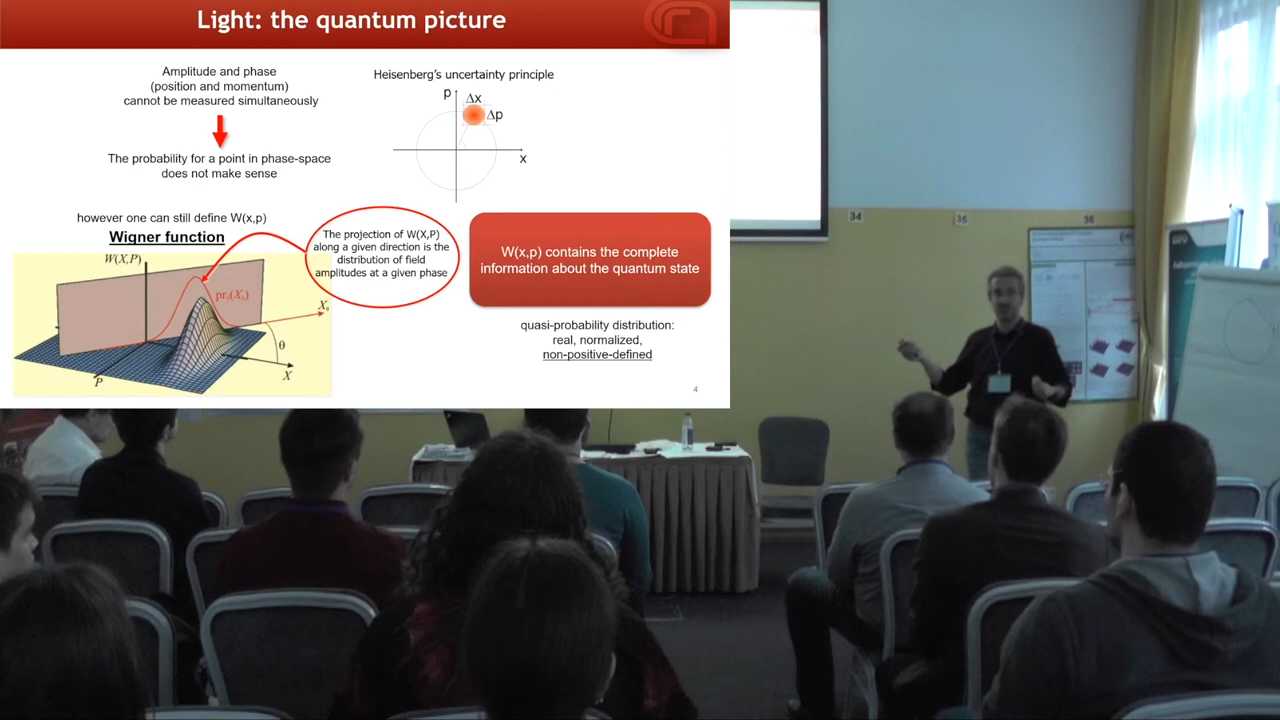 Light: the quantum picture
Amplitude and phase
(position and momentum)
cannot be measured simultaneously
The probability for a point in phase-space
does not make sense
Heisenberg's uncertainty principle
p
Δx
Δp
x
however one can still define W(x,p)
Wigner function
W(X,P)
prθ(Xθ)
Xθ
θ
X
P
The projection of W(X,P)
along a given direction is the
distribution of field
amplitudes at a given phase
W(x,p) contains the complete
information about the quantum state
quasi-probability distribution:
real, normalized,
non-positive-defined
4
34
35
36